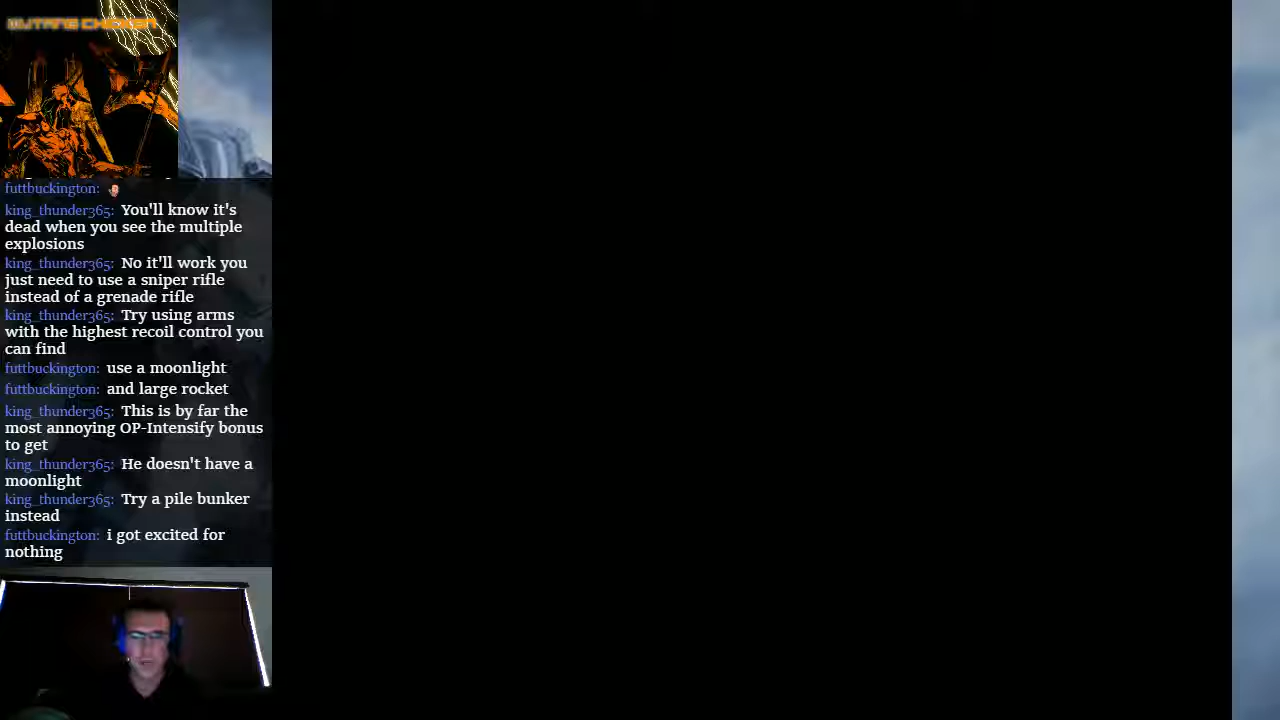 WUTANG CHICKEN
futtbuckington:
king_thunder365: You'll know it's
dead when you see the multiple
explosions
king_thunder365: No it'll work you
just need to use a sniper rifle
instead of a grenade rifle
king_thunder365: Try using arms
with the highest recoil control you
can find
futtbuckington: use a moonlight
futtbuckington: and large rocket
king_thunder365: This is by far the
most annoying OP-Intensify bonus
to get
king_thunder365: He doesn't have a
moonlight
king_thunder365: Try a pile bunker
instead
futtbuckington: i got excited for
nothing